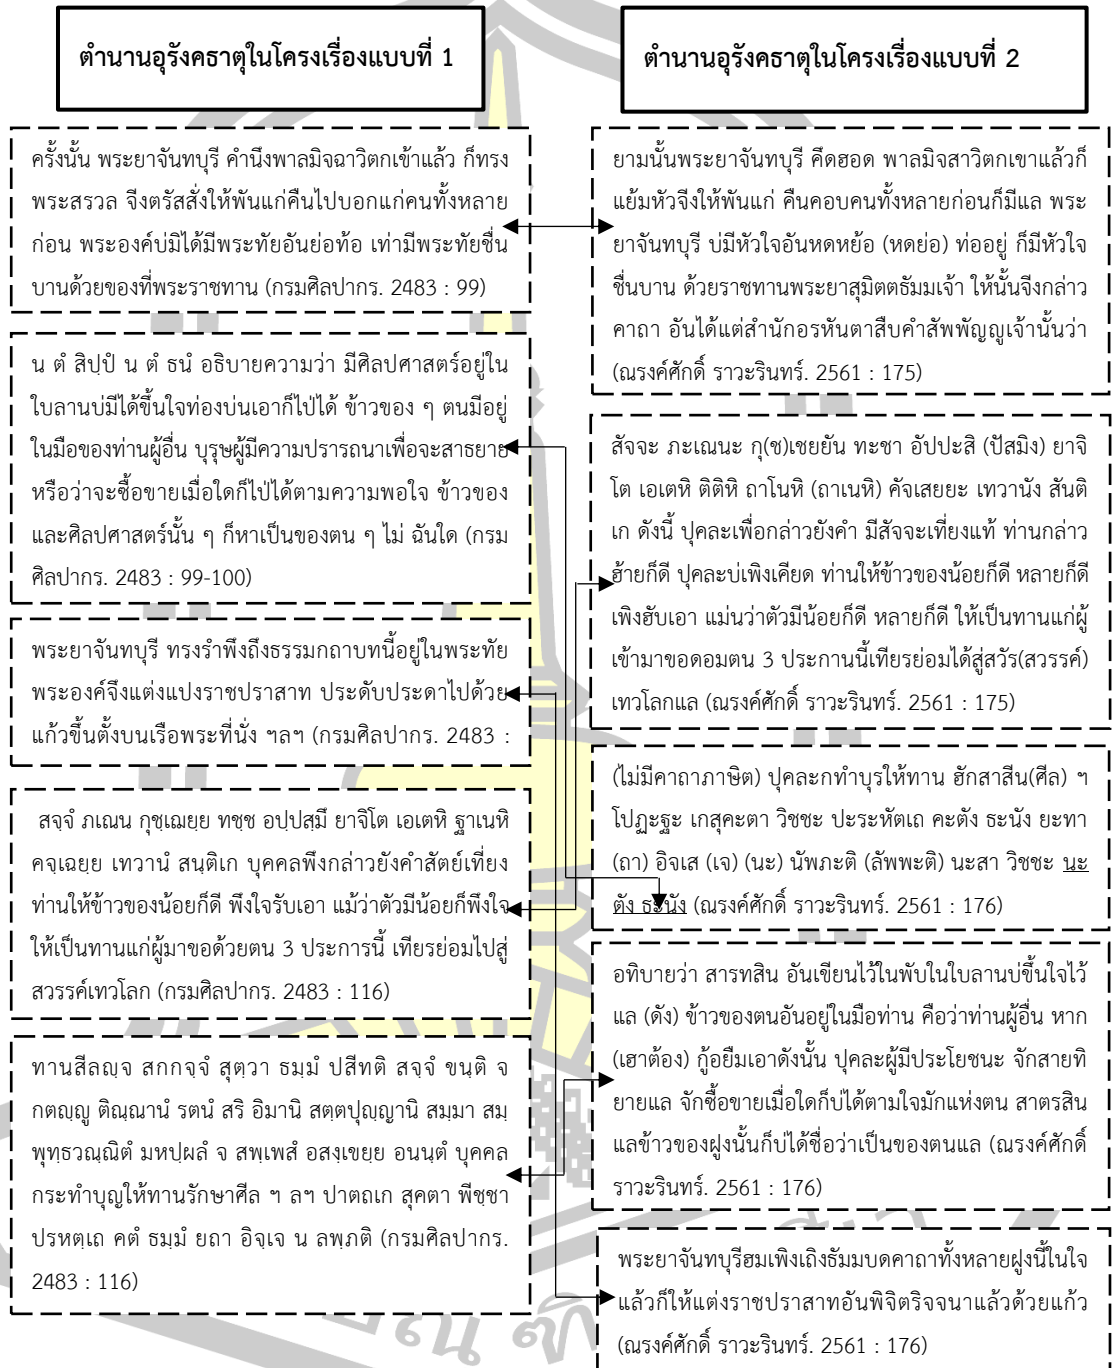 ตำนานอุรังคธาตุในโครงเรื่องแบบที่ 1
ครั้งนั้น พระยาจันทบุรี คำนึงพาลมิจฉาวิตกเข้าแล้ว ก็ทรง
พระสรวล จึงตรัสสั่งให้พันแก่คืนไปบอกแก่คนทั้งหลาย
ก่อน พระองค์บ่มิได้มีพระทัยอันย่อท้อ เท่ามีพระทัยชื่น
บานด้วยของที่พระราชทาน (กรมศิลปากร. 2483 : 99)
น ตํ สิปฺปํ น ตํ ธนํ อธิบายความว่า มีศิลปศาสตร์อยู่ใน
ใบลานบ่มีได้ขึ้นใจท่องบ่นเอาก็ไป่ได้ ข้าวของ ๆ ตนมีอยู่
ในมือของท่านผู้อื่น บุรุษผู้มีความปรารถนาเพื่อจะสาธยาย
หรือว่าจะซื้อขายเมื่อใดก็ไป่ได้ตามความพอใจ ข้าวของ
และศิลปศาสตร์นั้น ๆ ก็หาเป็นของตน ๆ ไม่ ฉันใด (กรม
ศิลปากร. 2483 : 99-100)
พระยาจันทบุรี ทรงรำพึงถึงธรรมกถาบทนี้อยู่ในพระทัย
พระองค์จึงแต่งแปงราชปราสาท ประดับประดาไปด้วย
แก้วขึ้นตั้งบนเรือพระที่นั่ง ฯลฯ (กรมศิลปากร. 2483 :
สจฺจํ ภเณน กุชฺเฌยฺย ทชฺช อปฺปสฺมึ ยาจิโต เอเตหิ ฐาเนหิ
คจฺเฉยฺย เทวานํ สนฺติเก บุคคลพึงกล่าวยังคำสัตย์เที่ยง
ท่านให้ข้าวของน้อยก็ดี พึงใจรับเอา แม้ว่าตัวมีน้อยก็พึงใจ
ให้เป็นทานแก่ผู้มาขอด้วยตน 3 ประการนี้ เทียรย่อมไปสู่
สวรรค์เทวโลก (กรมศิลปากร. 2483 : 116)
ทานสีลญฺจ สกกจฺจํ สุตฺวา ธมฺมํ ปสีทติ สจฺจํ ขนฺติ จ
กตญฺญู ติณฺณานํ รตนํ สริ อิมานิ สตฺตปุญฺญานิ สมฺมา สมฺ
พุทฺธวณฺณิตํ มหปฺผลํ จ สพฺเพสํ อสงฺเขยฺย อนนฺตํ บุคคล
กระทำบุญให้ทานรักษาศีล ฯ ลฯ ปาตถเก สุคตา พีชฺชา
ปรหตฺเถ คตํ ธมฺมํ ยถา อิจฺเจ น ลพฺภติ (กรมศิลปากร.
2483 : 116)
ตำนานอุรังคธาตุในโครงเรื่องแบบที่ 2
ยามนั้นพระยาจันทบุรี คึดฮอด พาลมิจสาวิตกเขาแล้วก็
แย้มหัวจึงให้พันแก่ คืนคอบคนทั้งหลายก่อนก็มีแล พระ
ยาจันทบุรี บ่มีหัวใจอันหดหย้อ (หดย่อ) ท่ออยู่ ก็มีหัวใจ
ชื่นบาน ด้วยราชทานพระยาสุมิตตธัมมเจ้า ให้นั้นจึงกล่าว
คาถา อันได้แต่สำนักอรหันตาสืบคำสัพพัญญูเจ้านั้นว่า
(ณรงค์ศักดิ์ ราวะรินทร์. 2561 : 175)
สัจจะ ภะเณนะ กุ(ช)เชยยัน ทะชา อัปปะสิ (ปัสมิง) ยาจิ
โต เอเตหิ ติติหิ ถาโนหิ (ถาเนหิ) คัจเสยยะ เทวานัง สันติ
เก ดังนี้ ปุคละเพื่อกล่าวยังคำ มีสัจจะเที่ยงแท้ ท่านกล่าว
ฮ้ายก็ดี ปุคละบ่เพิงเคียด ท่านให้ข้าวของน้อยก็ดี หลายก็ดี
เพิงฮับเอา แม่นว่าตัวมีน้อยก็ดี หลายก็ดี ให้เป็นทานแก่ผู้
เข้ามาขอดอมตน 3 ประกานนี้เทียรย่อมได้สู่สวัร(สวรรค์)
เทวโลกแล (ณรงค์ศักดิ์ ราวะรินทร์. 2561 : 175)
(ไม่มีคาถาภาษิต) ปุคละกทำบุรให้ทาน ฮักสาสีน(ศีล) ฯ
โปฏะฐะ เกสุคะตา วิชชะ ปะระหัตเถ คะตัง ธะนัง ยะทา
(ถา) อิจเส (เจ) (นะ) นัพภะติ (ลัพพะติ) นะสา วิชชะ นะ
ตัง ธะนัง (ณรงค์ศักดิ์ ราวะรินทร์. 2561 : 176)
อทิบายว่า สารทสิน อันเขียนไว้ในพับในใบลานบ่ขึ้นใจไว้
แล (ดัง) ข้าวของตนอันอยู่ในมือท่าน คือว่าท่านผู้อื่น หาก
(เฮาต้อง) กู้อยืมเอาดังนั้น ปุคละผู้มีประโยชนะ จักสายทิ
ยายแล จักซื้อขายเมื่อใดก็บ่ได้ตามใจมักแห่งตน สาตรสิน
แลข้าวของฝูงนั้นก็บ่ได้ชื่อว่าเป็นของตนแล (ณรงค์ศักดิ์
ราวะรินทร์. 2561 : 176)
พระยาจันทบุรีฮมเพิงเถิงธัมมบดคาถาทั้งหลายฝูงนี้ในใจ
แล้วก็ให้แต่งราชปราสาทอันพิจิตริจจนาแล้วด้วยแก้ว
(ณรงค์ศักดิ์ ราวะรินทร์. 2561 : 176)